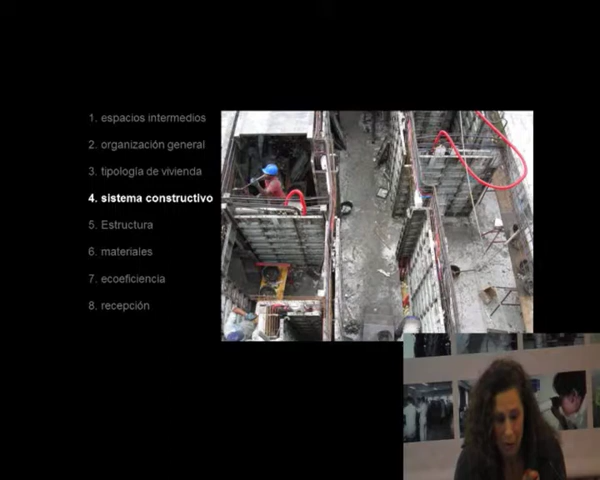 1. espacios intermedios
2. organización general
3. tipología de vivienda
4. sistema constructivo
5. Estructura
6. materiales
7. ecoeficiencia
8. recepción